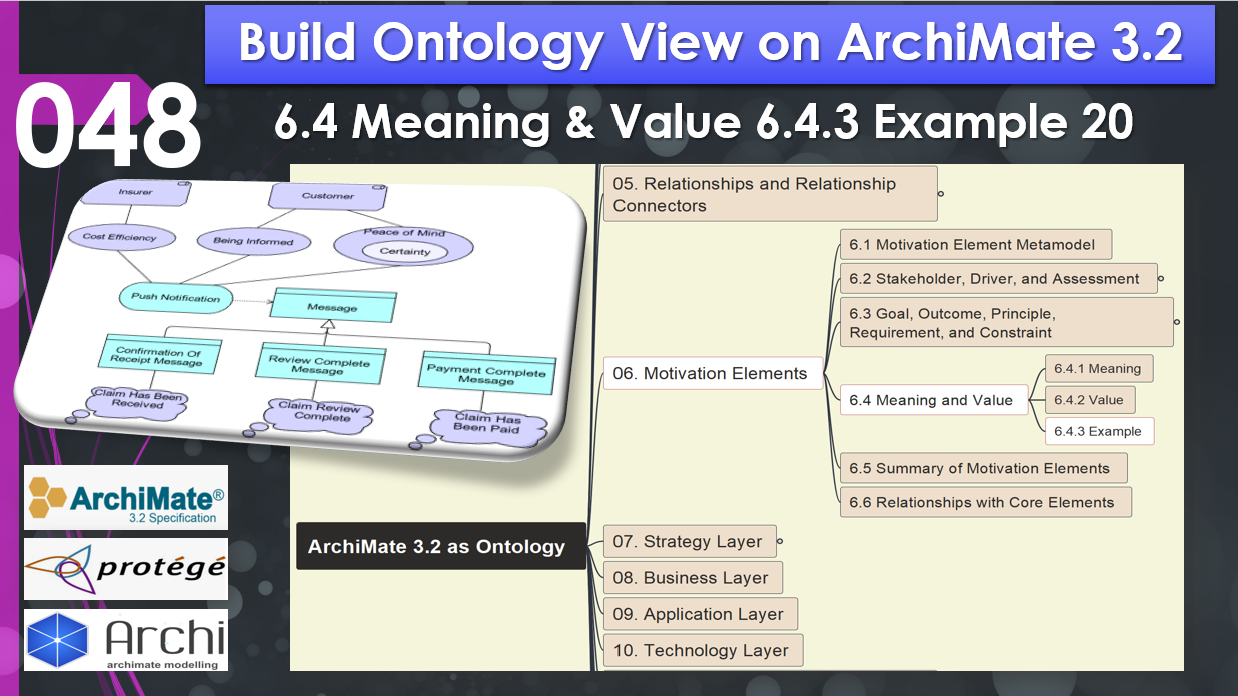 Build Ontology View on ArchiMate 3.2
048
6.4 Meaning & Value 6.4.3 Example 20
Insurer
Customer
Cost Efficiency
Being Informed
Peace of Mind
Certainty
Push Notification
Message
Confirmation Of
Receipt Message
Review Complete
Message
Payment Complete
Message
Claim Has Been
Received
Claim Review
Complete
Claim Has
Been Paid
05. Relationships and Relationship
Connectors
6.1 Motivation Element Metamodel
6.2 Stakeholder, Driver, and Assessment
6.3 Goal, Outcome, Principle,
Requirement, and Constraint
06. Motivation Elements
6.4 Meaning and Value
6.4.1 Meaning
6.4.2 Value
6.4.3 Example
6.5 Summary of Motivation Elements
6.6 Relationships with Core Elements
ArchiMate 3.2 as Ontology
07. Strategy Layer
08. Business Layer
09. Application Layer
10. Technology Layer
ArchiMate®
3.2 Specification
protégé
Archi
archimate modelling